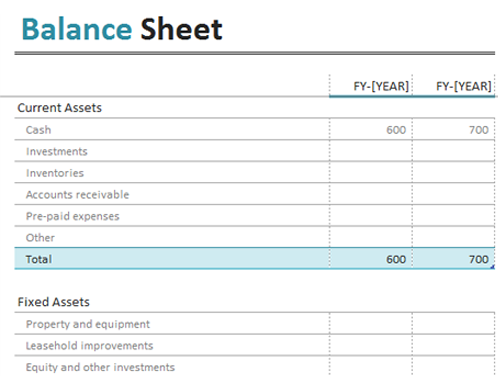 Balance Sheet
FY-[YEAR] FY-[YEAR]
Current Assets
Cash 600 700
Investments
Inventories
Accounts receivable
Pre-paid expenses
Other
Total 600 700
Fixed Assets
Property and equipment
Leasehold improvements
Equity and other investments